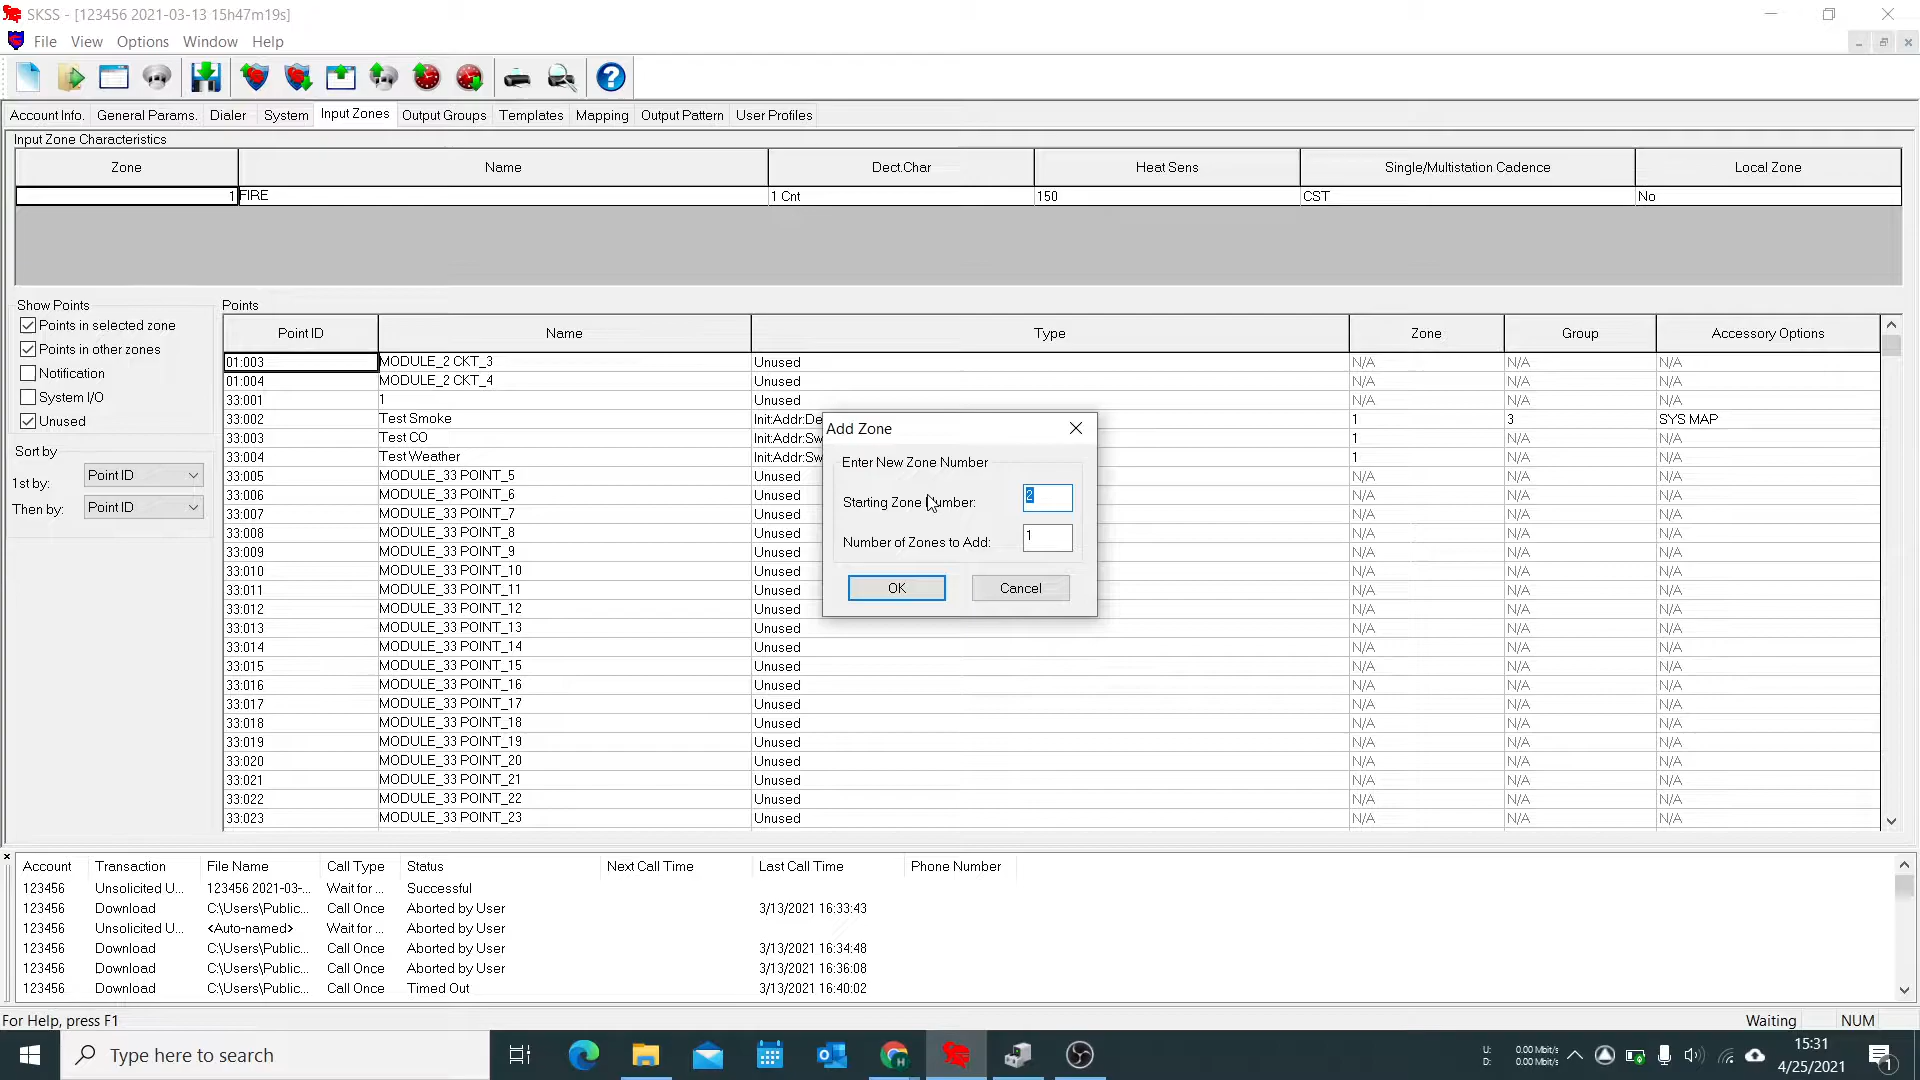 SKSS - [123456 2021-03-13 15h47m19s]
File View Options Window Help
Account Info. General Params. Dialer System Input Zones Output Groups Templates Mapping Output Pattern User Profiles
Input Zone Characteristics
Zone Name Dect.Char Heat Sens Single/Multistation Cadence Local Zone
1 FIRE 1 Cnt 150 CST No
Show Points
Points in selected zone
Points in other zones
Notification
System I/O
Unused
Sort by
1st by: Point ID
Then by: Point ID
Points
Point ID Name Type Zone Group Accessory Options
01:003 MODULE_2 CKT_3 Unused N/A N/A N/A
01:004 MODULE_2 CKT_4 Unused N/A N/A N/A
33:001 1 Unused N/A N/A N/A
33:002 Test Smoke Init:Addr:De 1 3 SYS MAP
33:003 Test CO Init:Addr:Sw 1 N/A N/A
33:004 Test Weather Init:Addr:Sw 1 N/A N/A
33:005 MODULE_33 POINT_5 Unused N/A N/A N/A
33:006 MODULE_33 POINT_6 Unused N/A N/A N/A
33:007 MODULE_33 POINT_7 Unused N/A N/A N/A
33:008 MODULE_33 POINT_8 Unused N/A N/A N/A
33:009 MODULE_33 POINT_9 Unused N/A N/A N/A
33:010 MODULE_33 POINT_10 Unused N/A N/A N/A
33:011 MODULE_33 POINT_11 Unused N/A N/A N/A
33:012 MODULE_33 POINT_12 Unused N/A N/A N/A
33:013 MODULE_33 POINT_13 Unused N/A N/A N/A
33:014 MODULE_33 POINT_14 Unused N/A N/A N/A
33:015 MODULE_33 POINT_15 Unused N/A N/A N/A
33:016 MODULE_33 POINT_16 Unused N/A N/A N/A
33:017 MODULE_33 POINT_17 Unused N/A N/A N/A
33:018 MODULE_33 POINT_18 Unused N/A N/A N/A
33:019 MODULE_33 POINT_19 Unused N/A N/A N/A
33:020 MODULE_33 POINT_20 Unused N/A N/A N/A
33:021 MODULE_33 POINT_21 Unused N/A N/A N/A
33:022 MODULE_33 POINT_22 Unused N/A N/A N/A
33:023 MODULE_33 POINT_23 Unused N/A N/A N/A
Add Zone
Enter New Zone Number
Starting Zone Number: 2
Number of Zones to Add: 1
OK Cancel
Account Transaction File Name Call Type Status Next Call Time Last Call Time Phone Number
123456 Unsolicited U... 123456 2021-03-... Wait for ... Successful
123456 Download C:\Users\Public... Call Once Aborted by User 3/13/2021 16:33:43
123456 Unsolicited U... <Auto-named> Wait for ... Aborted by User
123456 Download C:\Users\Public... Call Once Aborted by User 3/13/2021 16:34:48
123456 Download C:\Users\Public... Call Once Aborted by User 3/13/2021 16:36:08
123456 Download C:\Users\Public... Call Once Timed Out 3/13/2021 16:40:02
For Help, press F1 Waiting NUM
Type here to search
U: 0.00 Mbit/s
D: 0.00 Mbit/s
15:31
4/25/2021
1